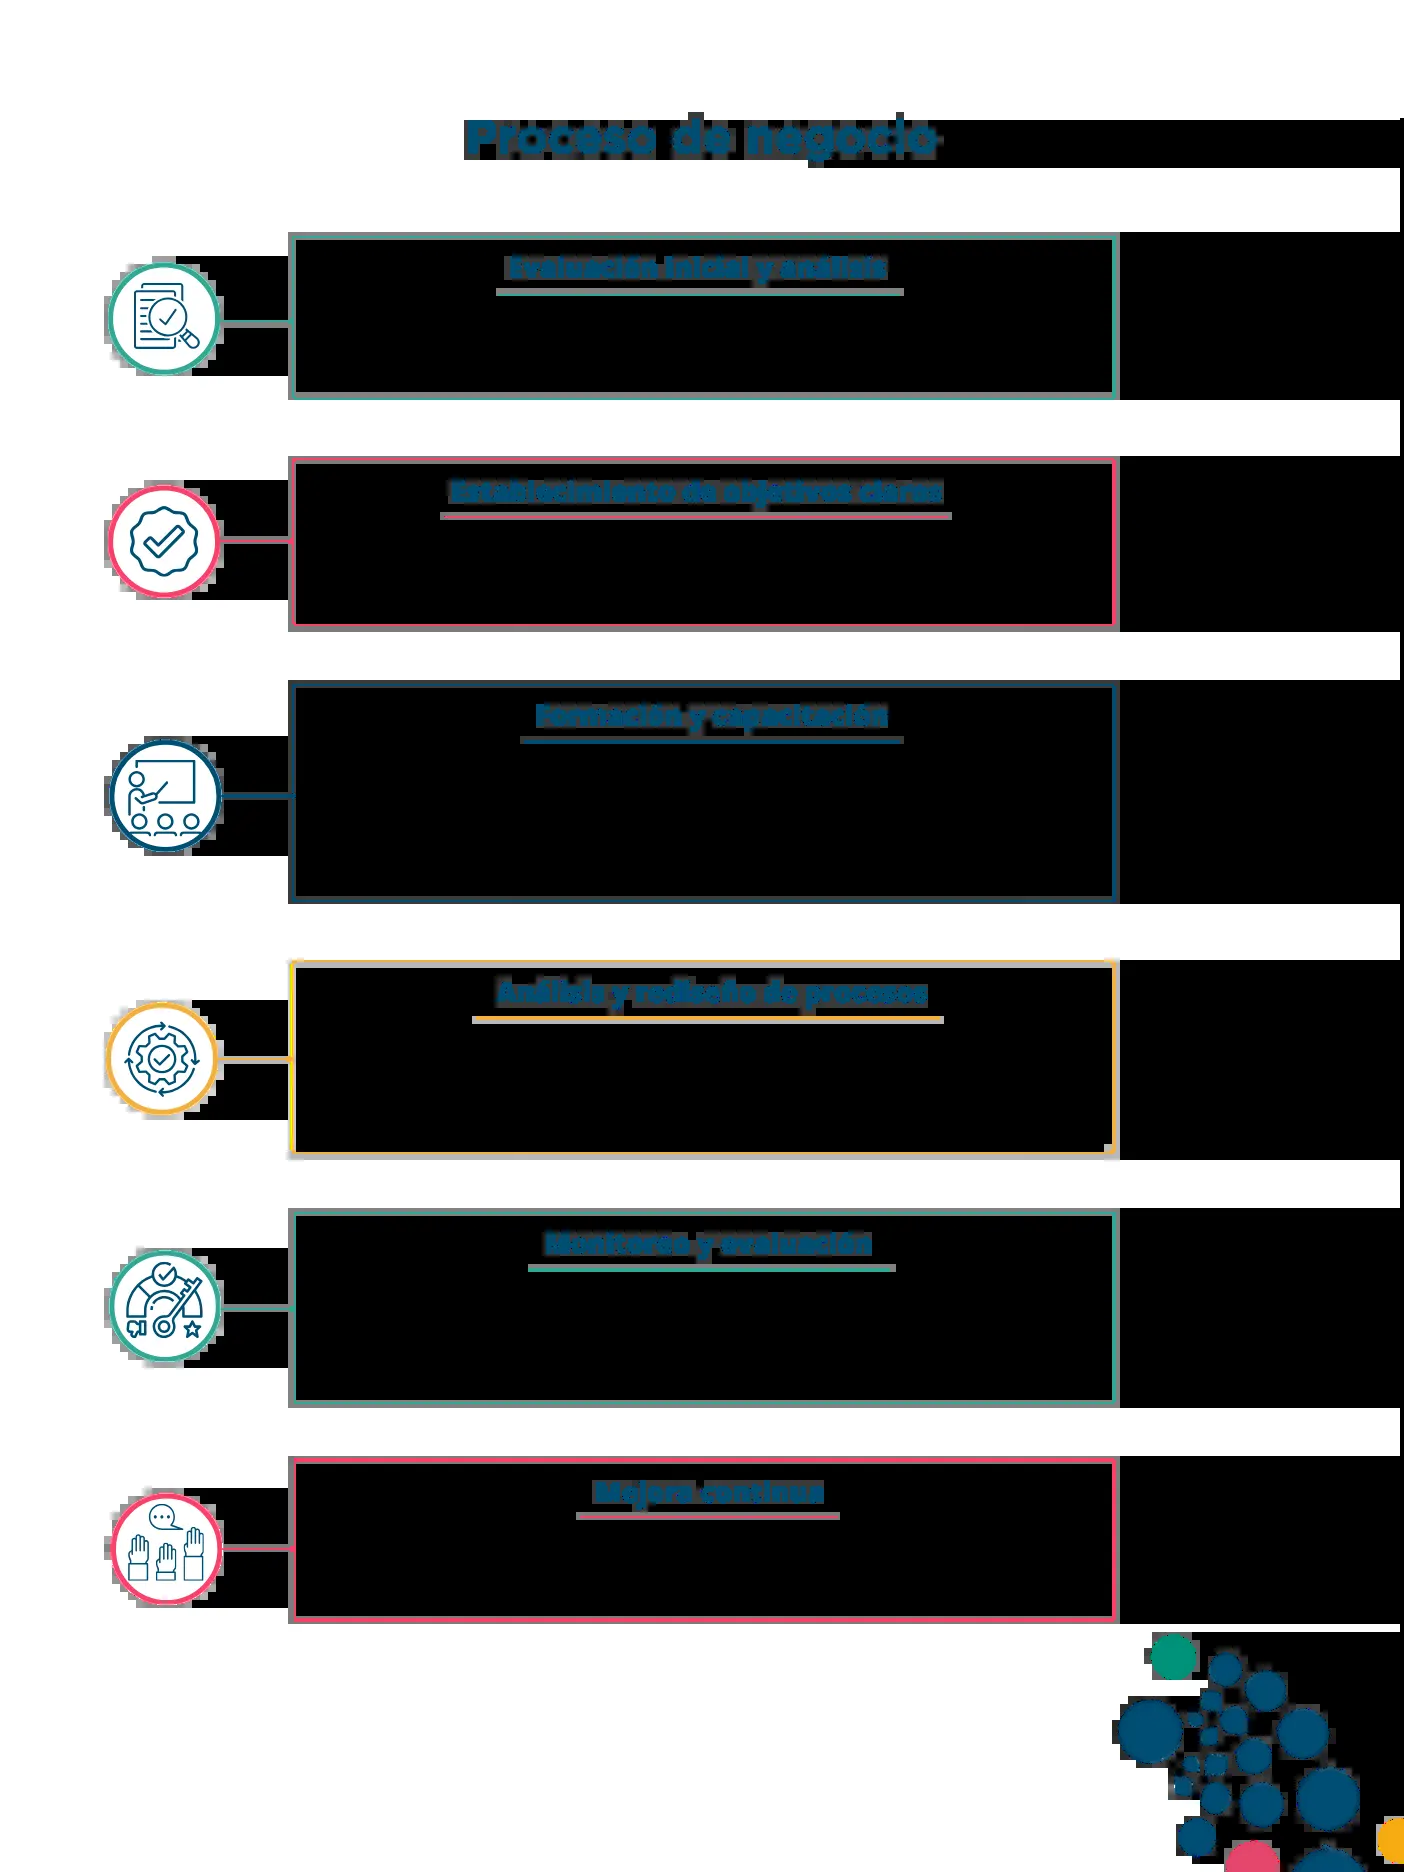 Proceso de negocio
Evaluación inicial y análisis
Establecimiento de objetivos claros
Formación y capacitación
Análisis y rediseño de procesos
Monitoreo y evaluación
Mejora continua